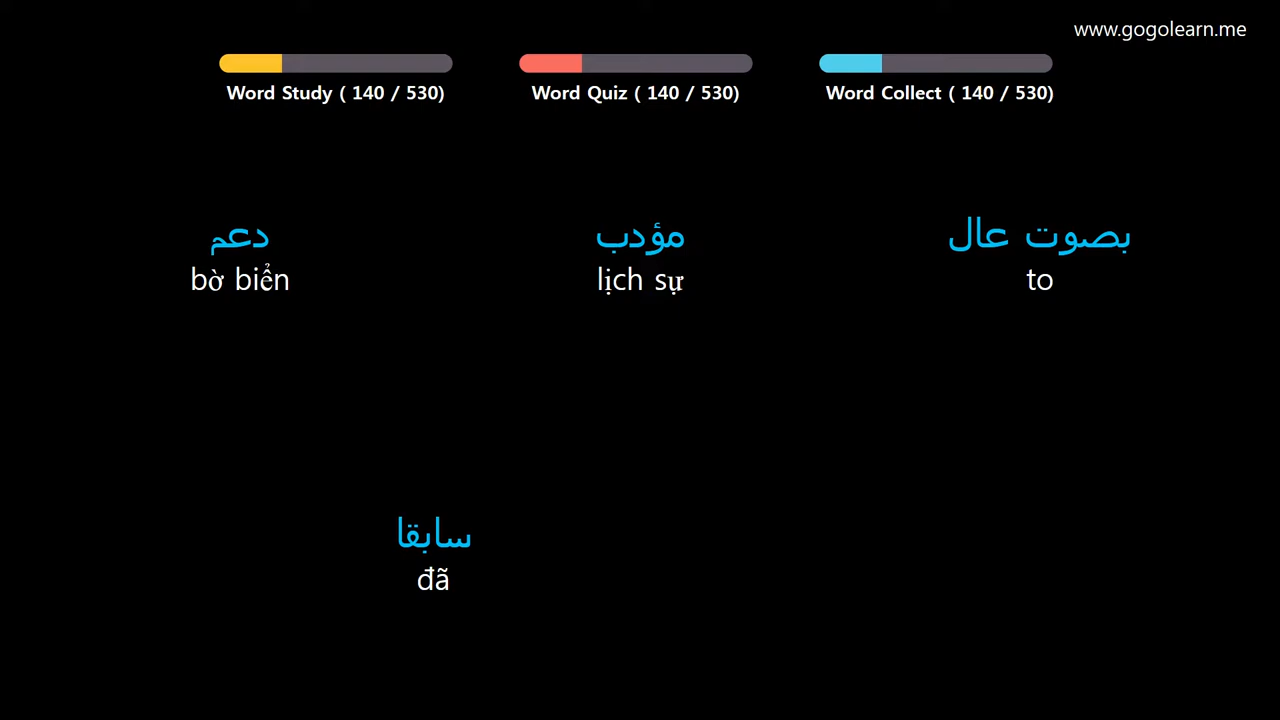 www.gogolearn.me
Word Study ( 140 / 530)
Word Quiz ( 140 / 530)
Word Collect ( 140 / 530)
دعم
bờ biển
مؤدب
lịch sự
بصوت عال
to
سابقا
đã